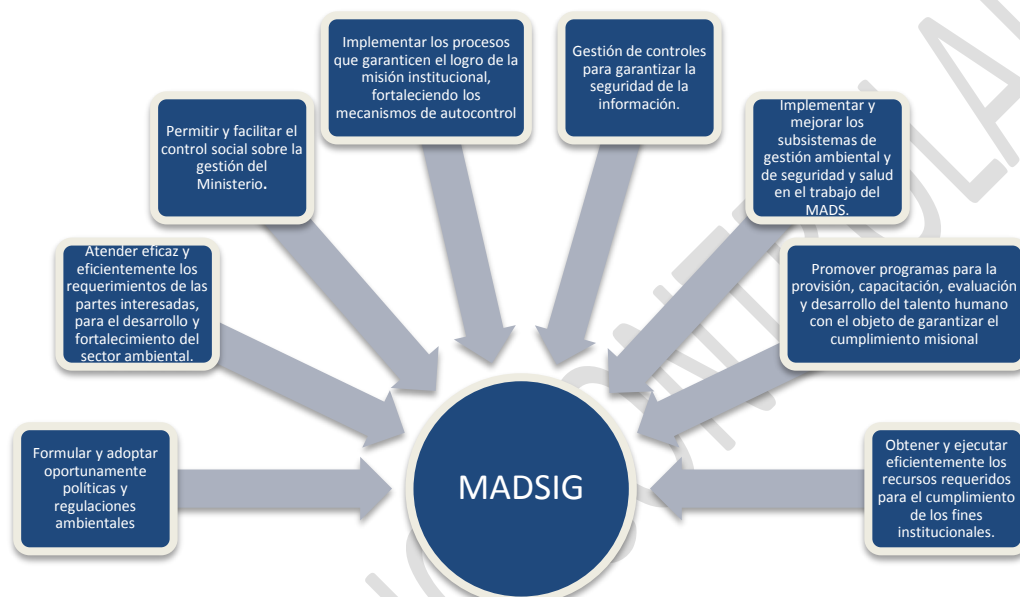 Implementar los procesos
que garanticen el logro de la
misión institucional,
fortaleciendo los
mecanismos de autocontrol
Gestión de controles
para garantizar la
seguridad de la
información.
Permitir y facilitar el
control social sobre la
gestión del
Ministerio.
Implementar y
mejorar los
subsistemas de
gestión ambiental y
de seguridad y salud
en el trabajo del
MADS.
Atender eficaz y
eficientemente los
requerimientos de las
partes interesadas,
para el desarrollo y
fortalecimiento del
sector ambiental.
Promover programas para la
provisión, capacitación, evaluación
y desarrollo del talento humano
con el objeto de garantizar el
cumplimiento misional
Formular y adoptar
oportunamente
políticas y
regulaciones
ambientales
MADSIG
Obtener y ejecutar
eficientemente los
recursos requeridos
para el cumplimiento
de los fines
institucionales.